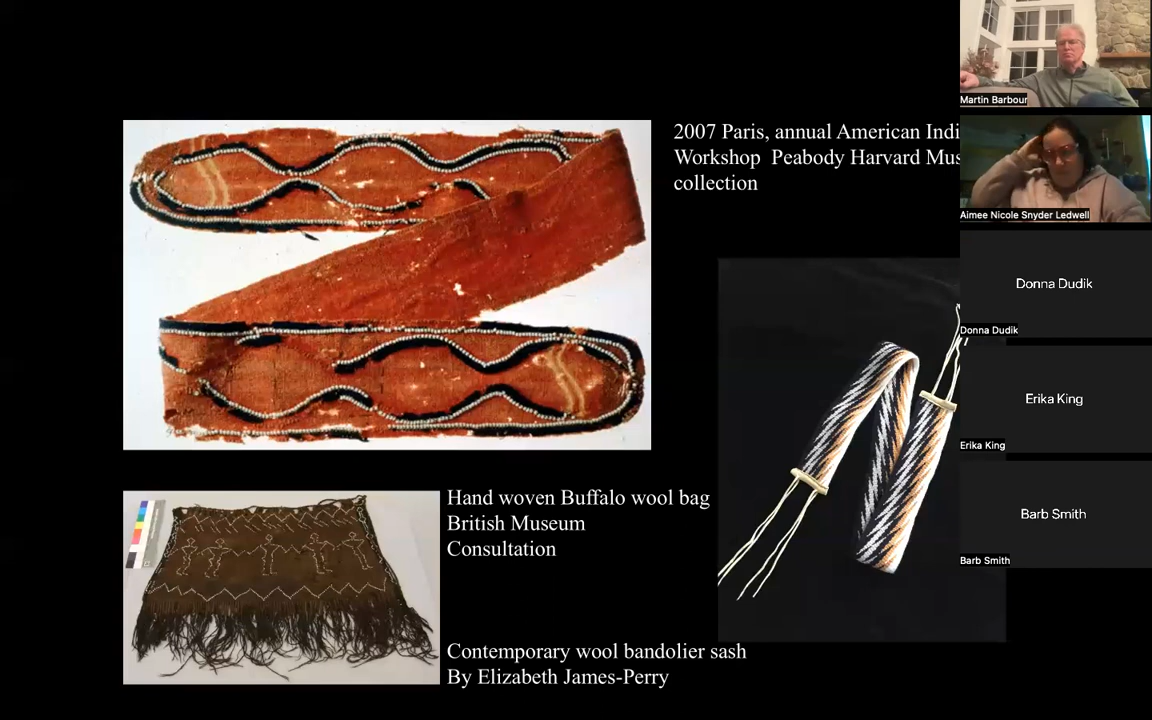 2007 Paris, annual American Indi
Workshop Peabody Harvard Mus
collection
Hand woven Buffalo wool bag
British Museum
Consultation
Contemporary wool bandolier sash
By Elizabeth James-Perry
Martin Barbour
Aimee Nicole Snyder Ledwell
Donna Dudik
Donna Dudik
Erika King
Erika King
Barb Smith
Barb Smith